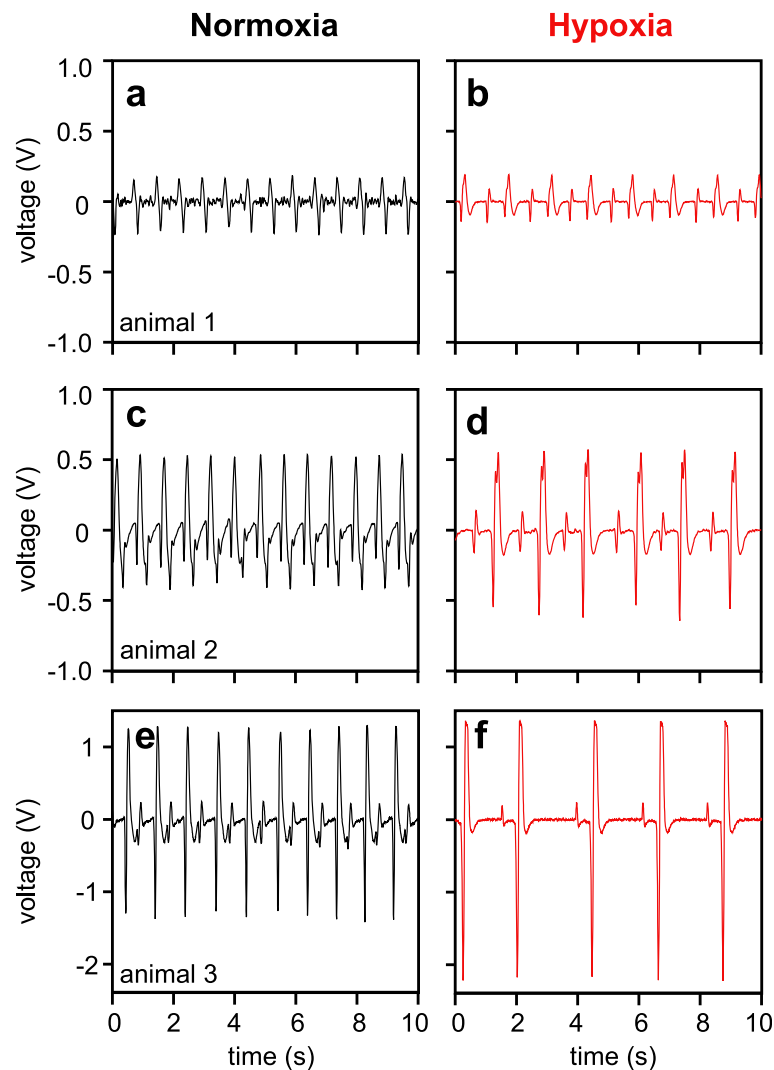 Normoxia Hypoxia
1.0
a b
0.5
voltage (V)
0
-0.5
animal 1
-1.0
1.0
c d
0.5
voltage (V)
0
-0.5
animal 2
-1.0
e f
1
voltage (V)
0
-1
-2
animal 3
0 2 4 6 8 10 0 2 4 6 8 10
time (s) time (s)